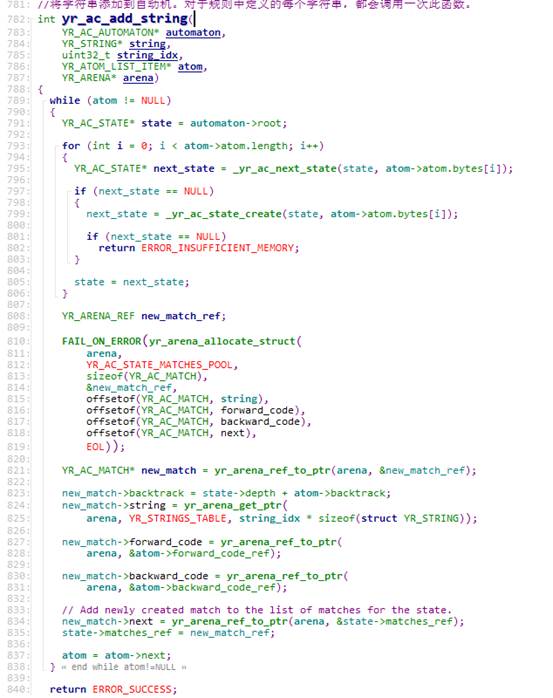 781: //将字符串添加到自动机。对于规则中定义的每个字符串，都会调用一次此函数。
782: int yr_ac_add_string(
783:     YR_AC_AUTOMATON* automaton,
784:     YR_STRING* string,
785:     uint32_t string_idx,
786:     YR_ATOM_LIST_ITEM* atom,
787:     YR_ARENA* arena)
788: {
789:   while (atom != NULL)
790:   {
791:     YR_AC_STATE* state = automaton->root;
792:
793:     for (int i = 0; i < atom->atom.length; i++)
794:     {
795:       YR_AC_STATE* next_state = _yr_ac_next_state(state, atom->atom.bytes[i]);
796:
797:       if (next_state == NULL)
798:       {
799:         next_state = _yr_ac_state_create(state, atom->atom.bytes[i]);
800:
801:         if (next_state == NULL)
802:           return ERROR_INSUFFICIENT_MEMORY;
803:       }
804:
805:       state = next_state;
806:     }
807:
808:     YR_ARENA_REF new_match_ref;
809:
810:     FAIL_ON_ERROR(yr_arena_allocate_struct(
811:         arena,
812:         YR_AC_STATE_MATCHES_POOL,
813:         sizeof(YR_AC_MATCH),
814:         &new_match_ref,
815:         offsetof(YR_AC_MATCH, string),
816:         offsetof(YR_AC_MATCH, forward_code),
817:         offsetof(YR_AC_MATCH, backward_code),
818:         offsetof(YR_AC_MATCH, next),
819:         EOL));
820:
821:     YR_AC_MATCH* new_match = yr_arena_ref_to_ptr(arena, &new_match_ref);
822:
823:     new_match->backtrack = state->depth + atom->backtrack;
824:     new_match->string = yr_arena_get_ptr(
825:         arena, YR_STRINGS_TABLE, string_idx * sizeof(struct YR_STRING));
826:
827:     new_match->forward_code = yr_arena_ref_to_ptr(
828:         arena, &atom->forward_code_ref);
829:
830:     new_match->backward_code = yr_arena_ref_to_ptr(
831:         arena, &atom->backward_code_ref);
832:
833:     // Add newly created match to the list of matches for the state.
834:     new_match->next = yr_arena_ref_to_ptr(arena, &state->matches_ref);
835:     state->matches_ref = new_match_ref;
836:
837:     atom = atom->next;
838:   } « end while atom!=NULL »
839:
840:   return ERROR_SUCCESS;